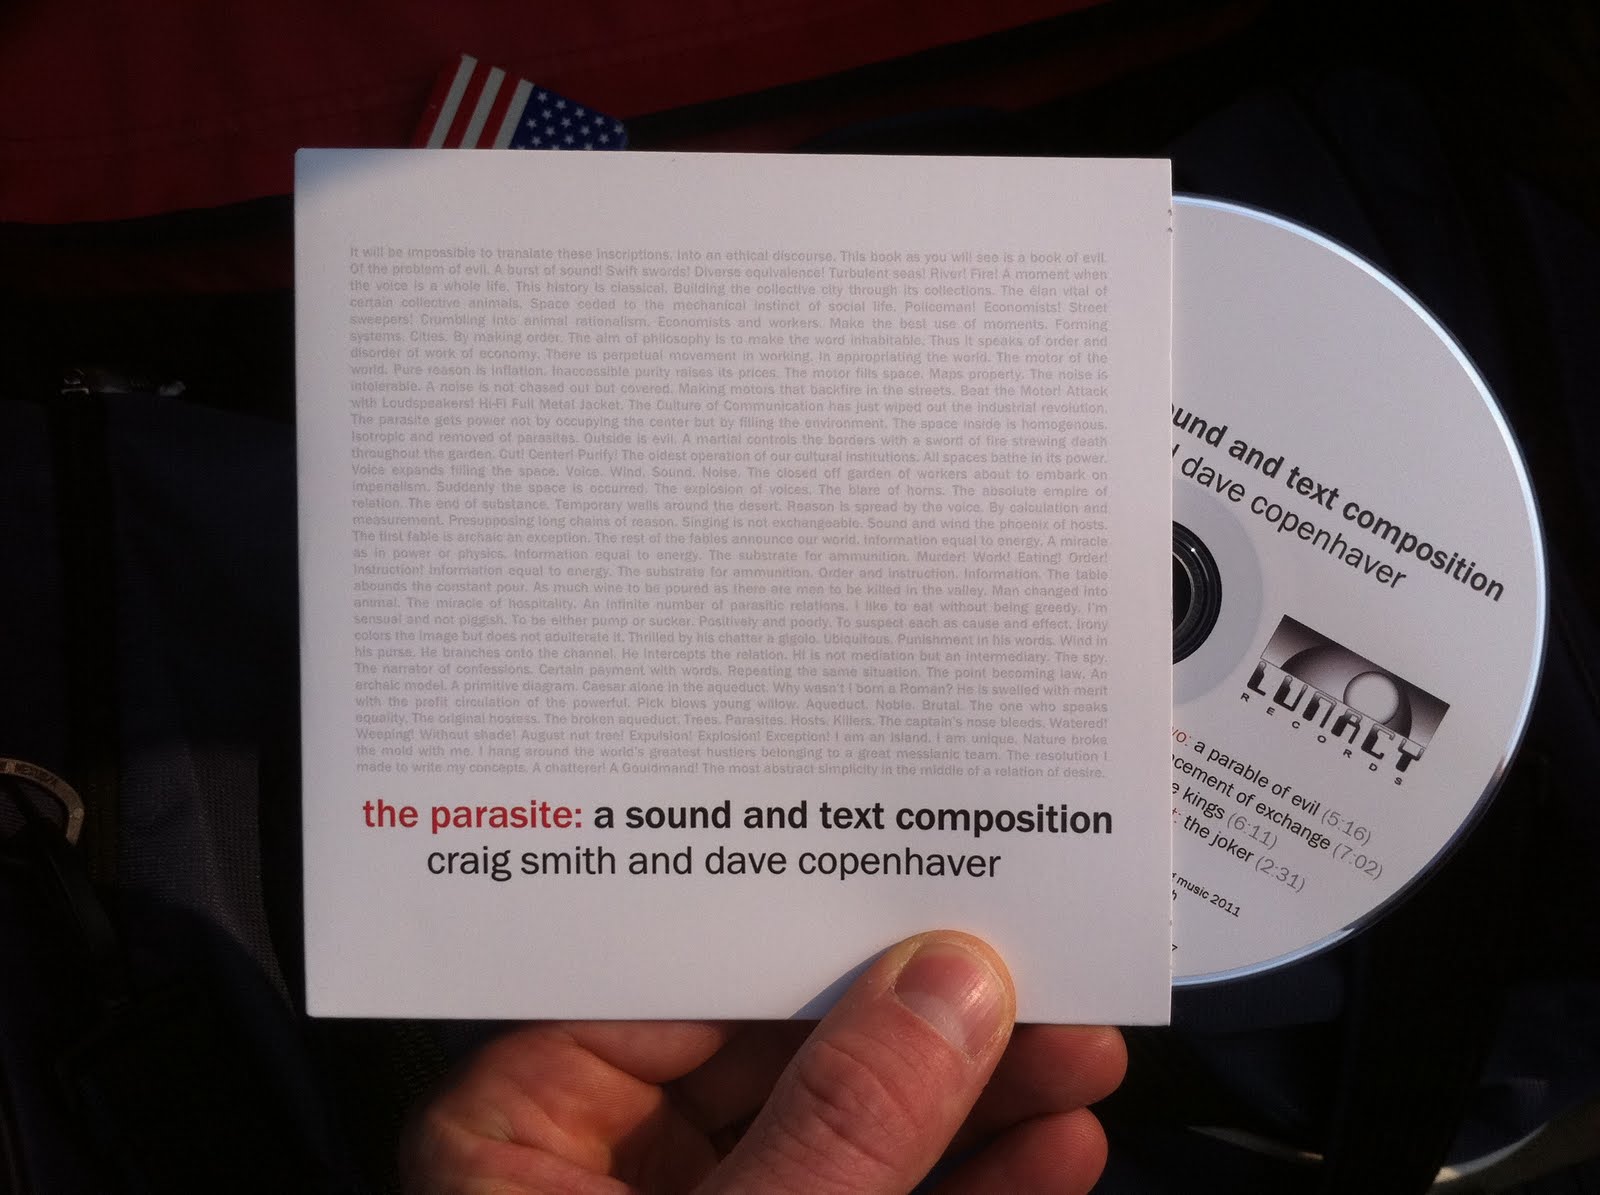 It will be impossible to translate these inscriptions. Into an ethical discourse. This book as you will see is a book of evil.
Of the problem of evil. A burst of sound! Swift swords! Diverse equivalence! Turbulent seas! River! Fire! A moment when
the voice is a whole life. This history is classical. Building the collective city through its collections. The élan vital of
certain collective animals. Space ceded to the mechanical instinct of social life. Policeman! Economists! Street
sweepers! Crumbling into animal rationalism. Economists and workers. Make the best use of moments. Forming
systems. Cities. By making order. The aim of philosophy is to make the word inhabitable. Thus it speaks of order and
disorder of work of economy. There is perpetual movement in working. In appropriating the world. The motor of the
world. Pure reason is inflation. Inaccessible purity raises its prices. The motor fills space. Maps property. The noise is
intolerable. A noise is not chased out but covered. Making motors that backfire in the streets. Beat the Motor! Attack
with Loudspeakers! Hi-Fi Full Metal Jacket. The Culture of Communication has just wiped out the industrial revolution.
The parasite gets power not by occupying the center but by filling the environment. The space inside is homogenous.
Isotropic and removed of parasites. Outside is evil. A martial controls the borders with a sword of fire strewing death
throughout the garden. Cut! Center! Purify! The oldest operation of our cultural institutions. All spaces bathe in its power.
Voice expands filling the space. Voice. Wind. Sound. Noise. The closed off garden of workers about to embark on
Imperialism. Suddenly the space is occurred. The explosion of voices. The blare of horns. The absolute empire of
relation. The end of substance. Temporary walls around the desert. Reason is spread by the voice. By calculation and
measurement. Presupposing long chains of reason. Singing is not exchangeable. Sound and wind the phoenix of hosts.
The first fable is archaic an exception. The rest of the fables announce our world. Information equal to energy. A miracle
as in power or physics. Information equal to energy. The substrate for ammunition. Murder! Work! Eating! Order!
Instruction! Information equal to energy. The substrate for ammunition. Order and instruction. Information. The table
abounds the constant pour. As much wine to be poured as there are men to be killed in the valley. Man changed into
animal. The miracle of hospitality. An infinite number of parasitic relations. I like to eat without being greedy. I'm
sensual and not piggish. To be either pump or sucker. Positively and poorly. To suspect each as cause and effect. Irony
colors the image but does not adulterate it. Thrilled by his chatter a gigolo. Ubiquitous. Punishment in his words. Wind in
his purse. He branches onto the channel. He intercepts the relation. Hi is not mediation but an intermediary. The spy.
The narrator of confessions. Certain payment with words. Repeating the same situation. The point becoming law. An
archaic model. A primitive diagram. Caesar alone in the aqueduct. Why wasn't I born a Roman? He is swelled with merit
with the profit circulation of the powerful. Pick blows young willow. Aqueduct. Noble. Brutal. The one who speaks
equality. The original hostess. The broken aqueduct. Trees. Parasites. Hosts. Killers. The captain's nose bleeds. Watered!
Weeping! Without shade! August nut tree! Expulsion! Explosion! Exception! I am an island. I am unique. Nature broke
the mold with me. I hang around the world's greatest hustlers belonging to a great messianic team. The resolution I
made to write my concepts. A chatterer! A Gouldmand! The most abstract simplicity in the middle of a relation of desire.
the parasite: a sound and text composition
craig smith and dave copenhaver
und and text composition
dave copenhaver
LUNACY
RECORDS
a parable of evil (5:16)
cement of exchange (7:02)
kings (6:11)
the joker (2:31)
music 2011